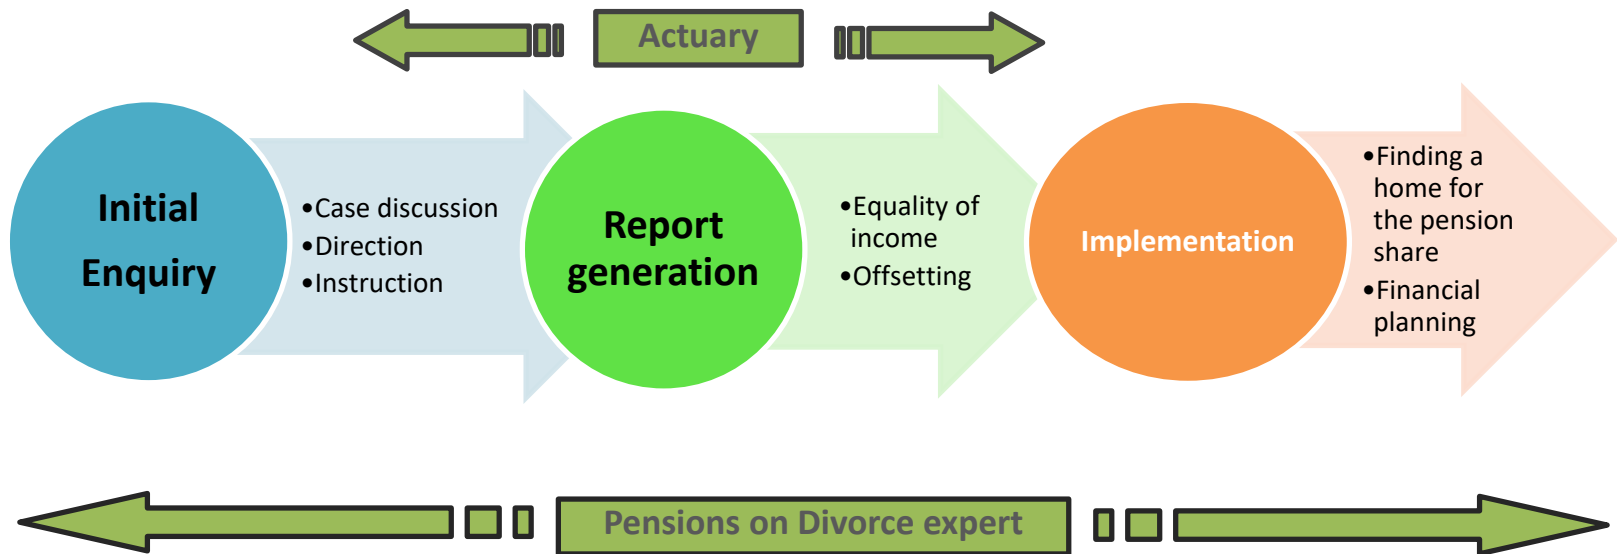 Actuary
Initial
Enquiry
•Case discussion
•Direction
•Instruction
Report
generation
•Equality of
income
•Offsetting
Implementation
•Finding a
home for
the pension
share
•Financial
planning
Pensions on Divorce expert